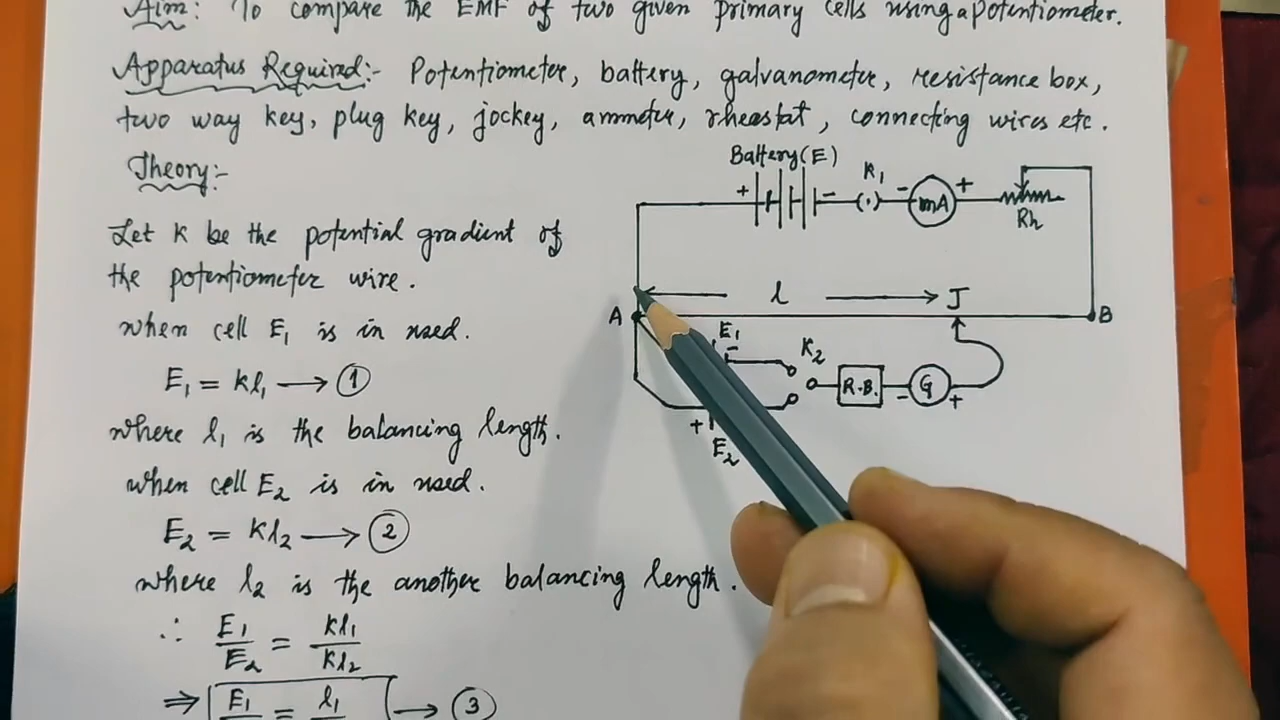 Aim: To compare the EMF of two given primary cells using a potentiometer.
Apparatus Required:- Potentiometer, battery, galvanometer, resistance box,
two way key, plug key, jockey, ammeter, rheostat, connecting wires etc.
Theory:-
Battery(E)
K1
+ - - mA + Rh
Let K be the potential gradient of
the potentiometer wire.
l J
A B
when cell E1 is in used.
E1 - K2
E1 = Kl1 → ①
R.B. - G +
where l1 is the balancing length.
+ E2
when cell E2 is in used.
E2 = Kl2 → ②
where l2 is the another balancing length.
∴ E1/E2 = Kl1/Kl2
⇒ E1 = l1 → ③